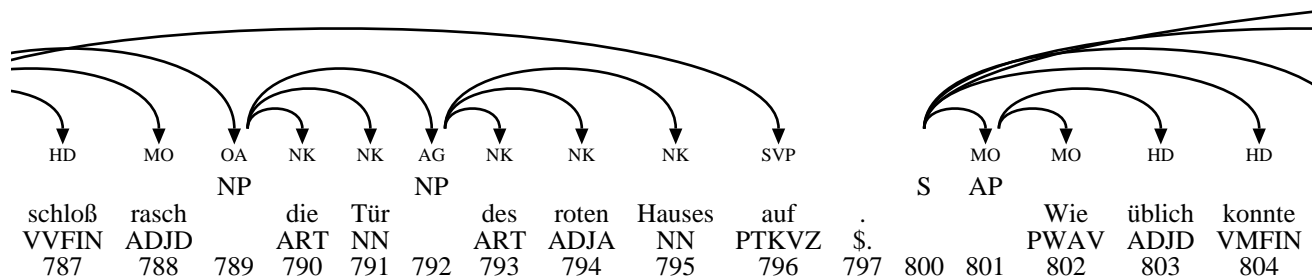 HD MO OA NK NK AG NK NK NK SVP MO MO HD HD
NP NP S AP
schloß rasch die Tür des roten Hauses auf . Wie üblich konnte
VVFIN ADJD ART NN ART ADJA NN PTKVZ $. PWAV ADJD VMFIN
787 788 789 790 791 792 793 794 795 796 797 800 801 802 803 804